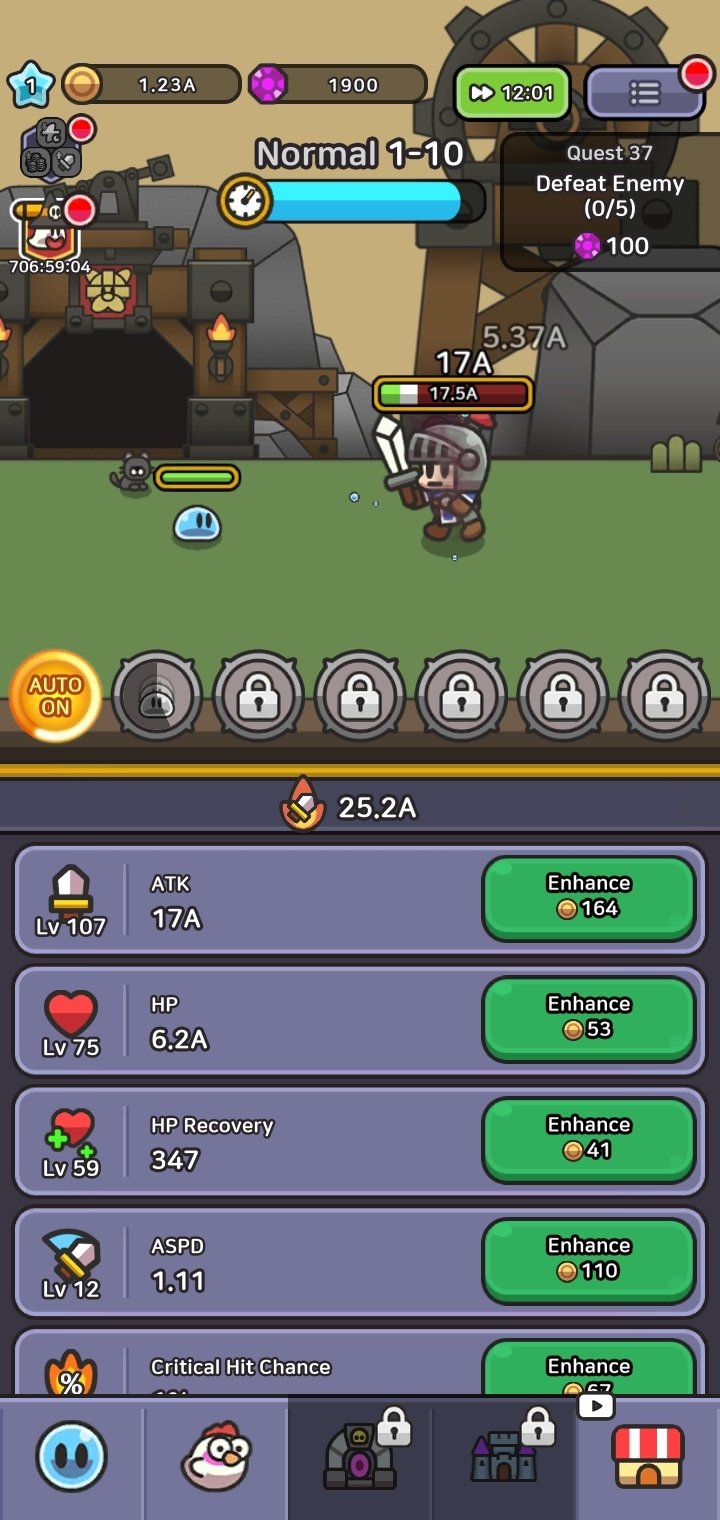 1
1.23A
1900
12:01
Normal 1-10
Quest 37
Defeat Enemy
(0/5)
100
706:59:04
5.37A
17A
17.5A
AUTO
ON
25.2A
ATK
Lv 107
17A
Enhance
164
HP
Lv 75
6.2A
Enhance
53
HP Recovery
Lv 59
347
Enhance
41
ASPD
Lv 12
1.11
Enhance
110
%
Critical Hit Chance
Enhance